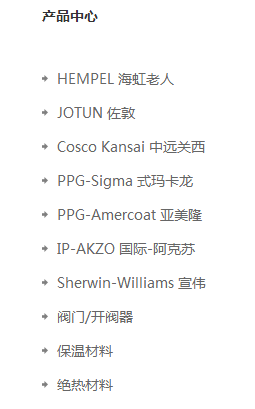 产品中心
HEMPEL 海虹老人
JOTUN 佐敦
Cosco Kansai 中远关西
PPG-Sigma 式玛卡龙
PPG-Amercoat 亚美隆
IP-AKZO 国际-阿克苏
Sherwin-Williams 宣伟
阀门/开阀器
保温材料
绝热材料